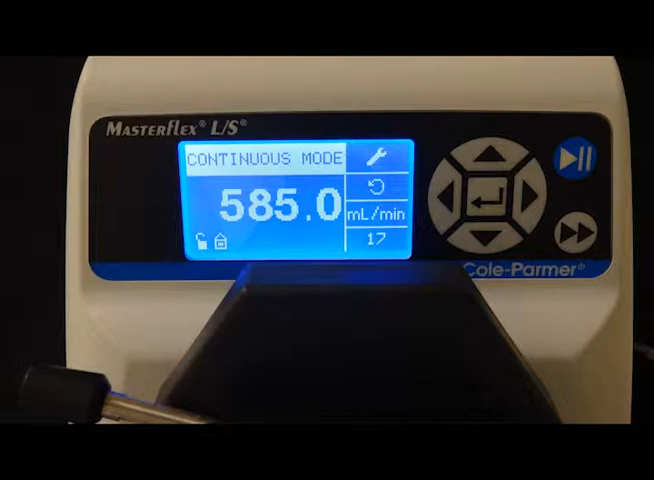 MASTERFLEX® L/S®
CONTINUOUS MODE
585.0
mL/min
17
Cole-Parmer®